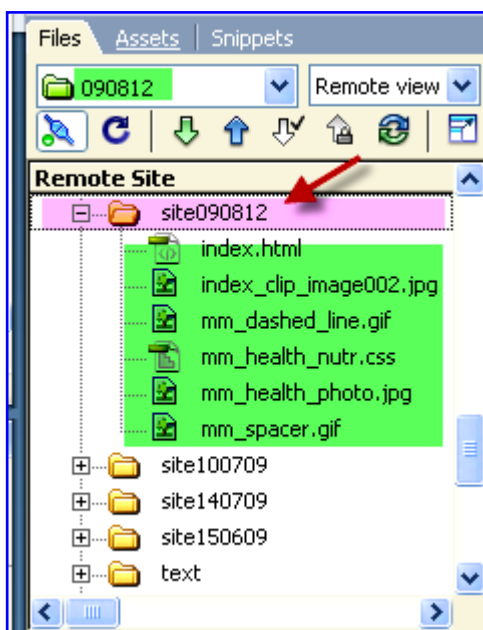 Files Assets Snippets
090812 Remote view
Remote Site
site090812
index.html
index_clip_image002.jpg
mm_dashed_line.gif
mm_health_nutr.css
mm_health_photo.jpg
mm_spacer.gif
site100709
site140709
site150609
text